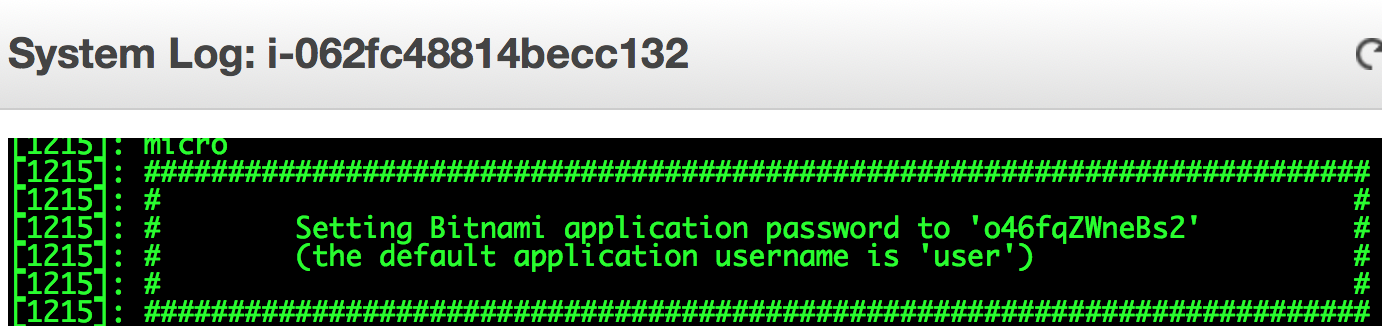 System Log: i-062fc48814becc132
[1215]: micro
[1215]: #########################################################################
[1215]: # #
[1215]: # Setting Bitnami application password to 'o46fqZWneBs2' #
[1215]: # (the default application username is 'user') #
[1215]: # #
[1215]: #########################################################################